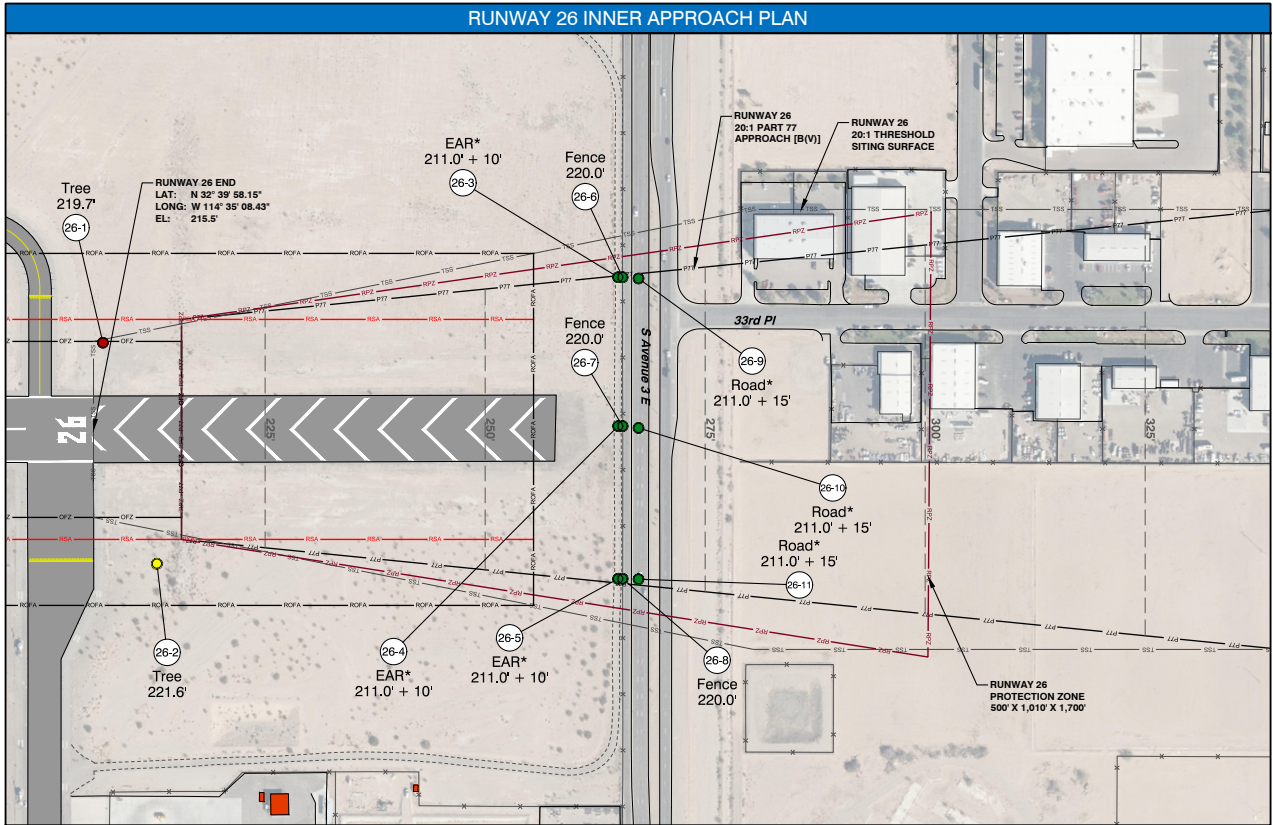 RUNWAY 26 INNER APPROACH PLAN
Tree
219.7'
26-1
RUNWAY 26 END
LAT: N 32° 39' 58.15"
LONG: W 114° 35' 08.43"
EL: 215.5'
EAR*
211.0' + 10'
26-3
Fence
220.0'
26-6
RUNWAY 26
20:1 PART 77
APPROACH [B(V)]
RUNWAY 26
20:1 THRESHOLD
SITING SURFACE
Fence
220.0'
26-7
S Avenue 3 E
33rd Pl
26-9
Road*
211.0' + 15'
26
225'
250'
275'
300'
325'
26-10
Road*
211.0' + 15'
Road*
211.0' + 15'
26-11
26-2
Tree
221.6'
26-4
EAR*
211.0' + 10'
26-5
EAR*
211.0' + 10'
26-8
Fence
220.0'
RUNWAY 26
PROTECTION ZONE
500' X 1,010' X 1,700'
ROFA
RSA
OFZ
TSS
RPZ
P77